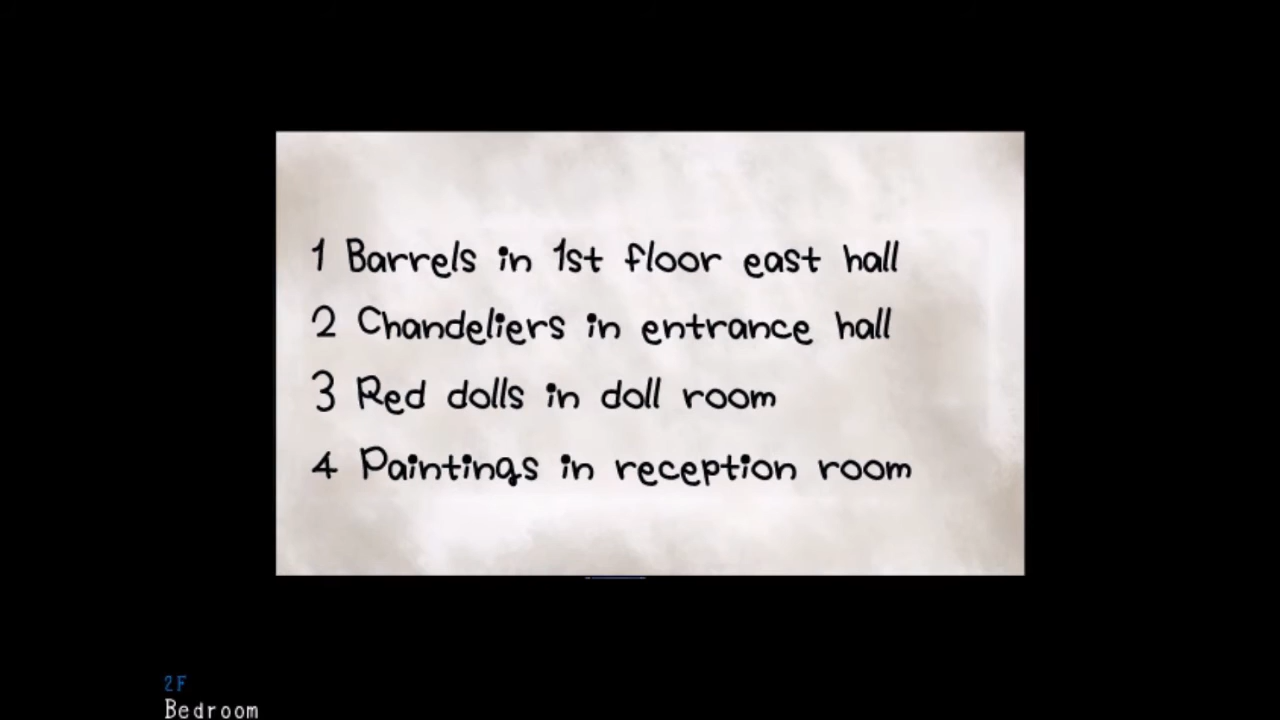 1 Barrels in 1st floor east hall
2 Chandeliers in entrance hall
3 Red dolls in doll room
4 Paintings in reception room
2F
Bedroom